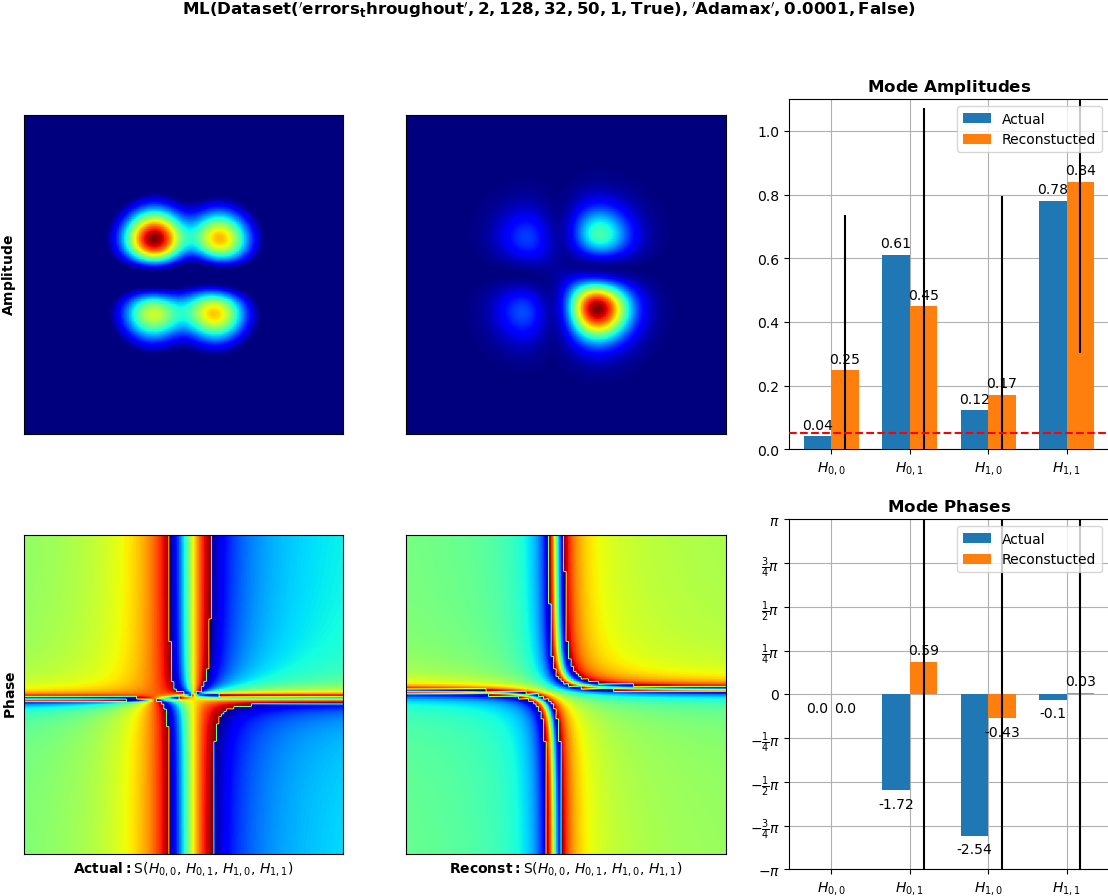 ML(Dataset('errors_throughout', 2, 128, 32, 50, 1, True), 'Adamax', 0.0001, False)
Amplitude
Mode Amplitudes
Actual
Reconstucted
1.0
0.8
0.6
0.4
0.2
0.0
0.04
0.25
0.61
0.45
0.12
0.17
0.78
0.84
H0,0
H0,1
H1,0
H1,1
Phase
Actual: S(H0,0, H0,1, H1,0, H1,1)
Reconst: S(H0,0, H0,1, H1,0, H1,1)
Mode Phases
Actual
Reconstucted
π
3/4π
1/2π
1/4π
0
−1/4π
−1/2π
−3/4π
−π
0.0
0.0
-1.72
0.59
-2.54
-0.43
-0.1
0.03
H0,0
H0,1
H1,0
H1,1